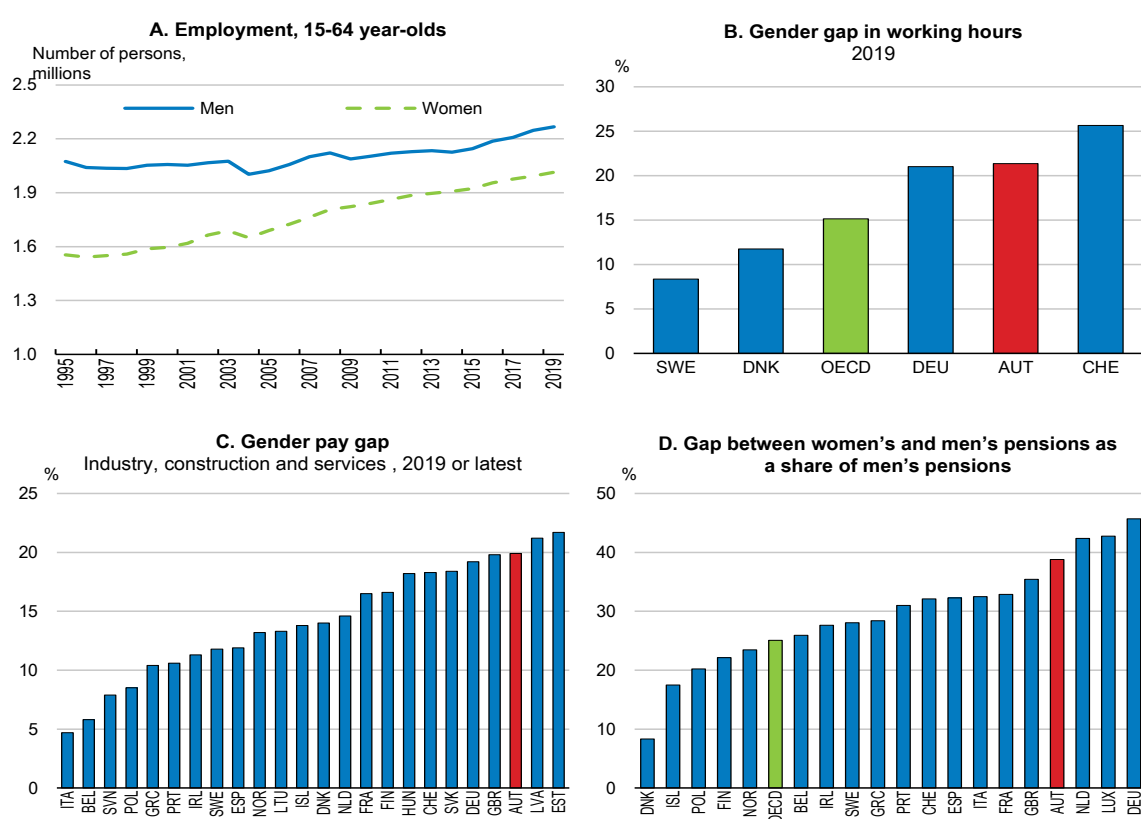 A. Employment, 15-64 year-olds
Number of persons,
millions
2.5
2.2
1.9
1.6
1.3
1.0
Men
Women
1995
1997
1999
2001
2003
2005
2007
2009
2011
2013
2015
2017
2019
B. Gender gap in working hours
2019
%
30
25
20
15
10
5
0
SWE
DNK
OECD
DEU
AUT
CHE
C. Gender pay gap
Industry, construction and services , 2019 or latest
%
25
20
15
10
5
0
ITA
BEL
SVN
POL
GRC
PRT
IRL
SWE
ESP
NOR
LTU
ISL
DNK
NLD
FRA
FIN
HUN
CHE
SVK
DEU
GBR
AUT
LVA
EST
D. Gap between women's and men's pensions as
a share of men's pensions
%
50
40
30
20
10
0
DNK
ISL
POL
FIN
NOR
OECD
BEL
IRL
SWE
GRC
PRT
CHE
ESP
ITA
FRA
GBR
AUT
NLD
LUX
DEU